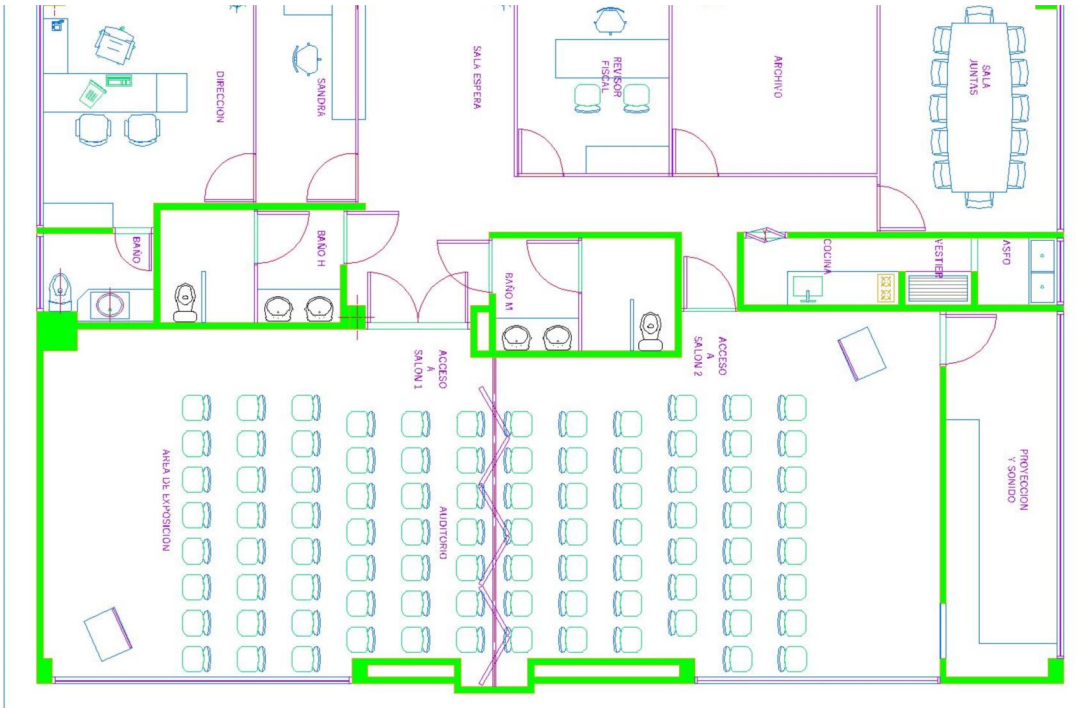 DIRECCION
SANDRA
SALA ESPERA
REVISOR
FISCAL
ARCHIVO
SALA
JUNTAS
BAÑO
BAÑO H
BAÑO M
COCINA
VESTIER
ASEO
ACCESO
A
SALON 1
ACCESO
A
SALON 2
AREA DE EXPOSICION
AUDITORIO
PROYECCION
Y SONIDO